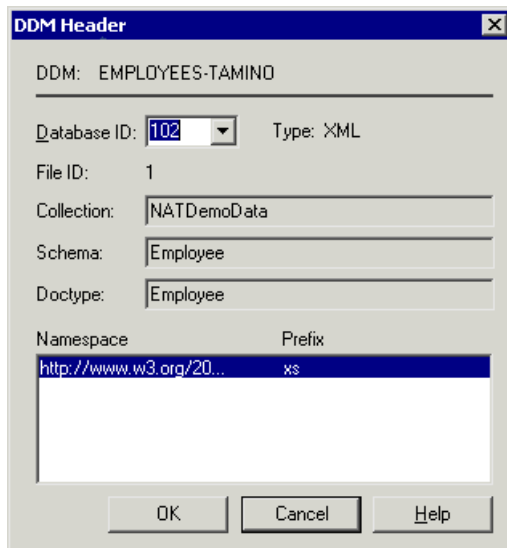 DDM Header
DDM: EMPLOYEES-TAMINO
Database ID: 102 Type: XML
File ID: 1
Collection: NATDemoData
Schema: Employee
Doctype: Employee
Namespace Prefix
http://www.w3.org/20... xs
OK Cancel Help